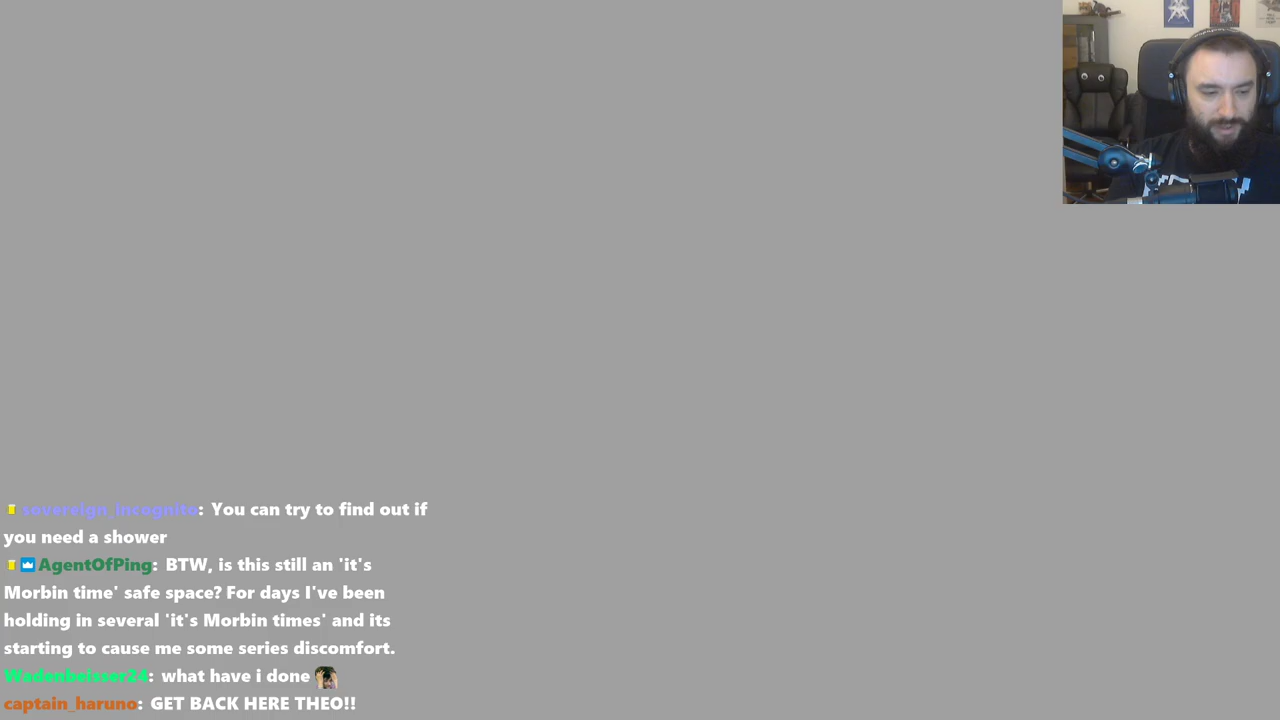 sovereign_incognito: You can try to find out if
you need a shower
AgentOfPing: BTW, is this still an 'it's
Morbin time' safe space? For days I've been
holding in several 'it's Morbin times' and its
starting to cause me some series discomfort.
Wadenbeisser24: what have i done
captain_haruno: GET BACK HERE THEO!!